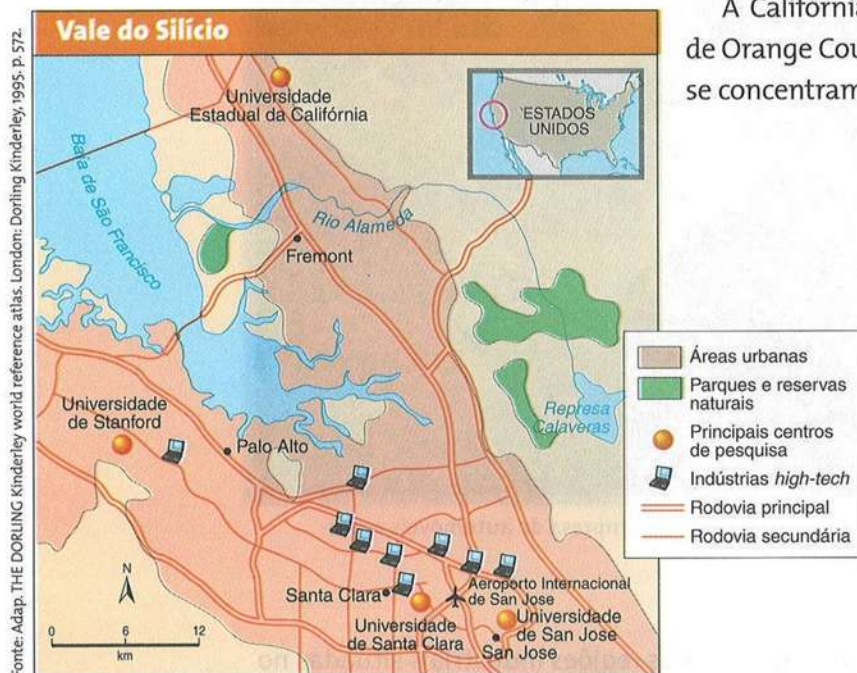 A Califórnia
de Orange Cou
se concentram
Vale do Silício
Universidade
Estadual da Califórnia
ESTADOS
UNIDOS
Baía de São Francisco
Rio Alameda
Fremont
Represa
Calaveras
Universidade
de Stanford
Palo Alto
Santa Clara
Aeroporto Internacional
de San Jose
Universidade
de Santa Clara
Universidade
de San Jose
San Jose
N
0 6 12
km
Áreas urbanas
Parques e reservas
naturais
Principais centros
de pesquisa
Indústrias high-tech
Rodovia principal
Rodovia secundária
Fonte: Adap. THE DORLING Kinderley world reference atlas. London: Dorling Kinderley, 1995. p. 572.